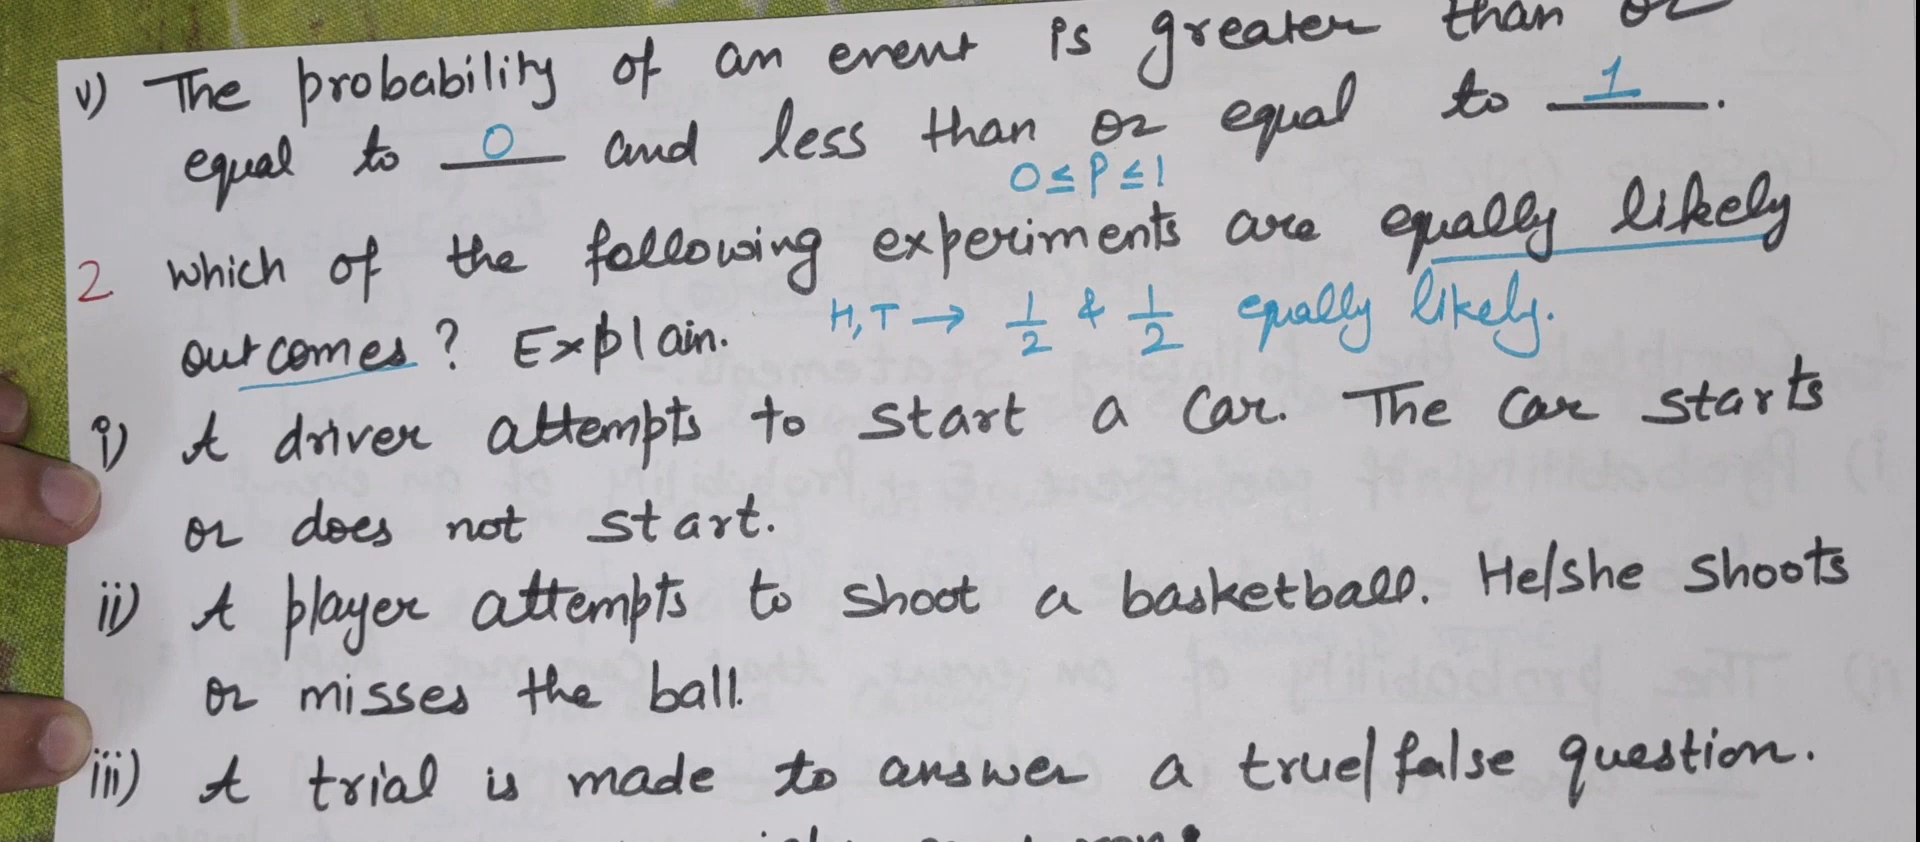 v) The probability of an event is greater than or
equal to 0 and less than or equal to 1.
0≤P≤1
2. which of the following experiments are equally likely
outcomes? Explain. H,T → 1/2 & 1/2 equally likely.
i) A driver attempts to start a car. The car starts
or does not start.
ii) A player attempts to shoot a basketball. He/she shoots
or misses the ball.
iii) A trial is made to answer a true/false question.